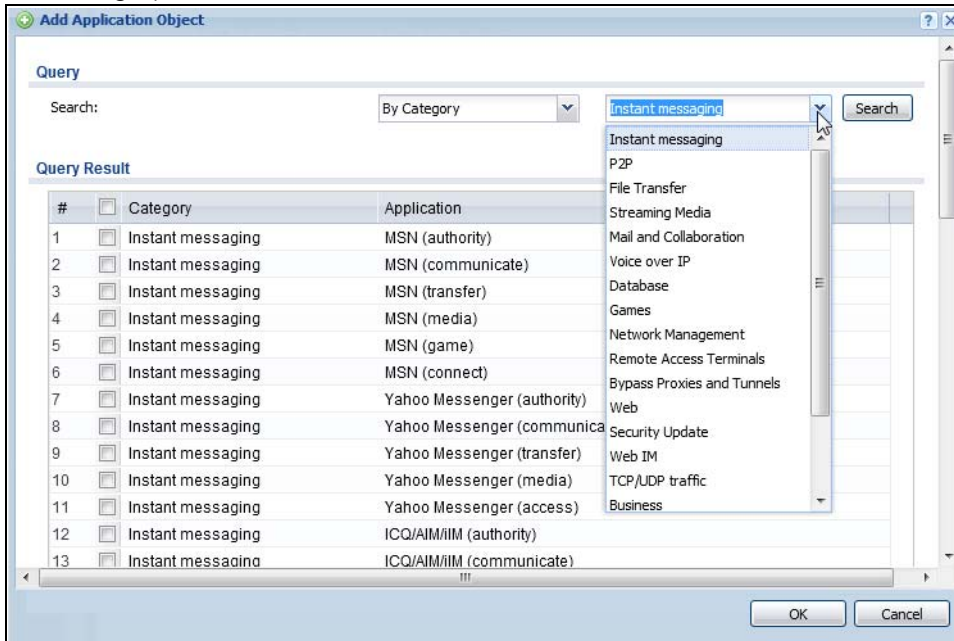 Add Application Object
Query
Search: By Category Instant messaging Search
Instant messaging
P2P
File Transfer
Streaming Media
Mail and Collaboration
Voice over IP
Database
Games
Network Management
Remote Access Terminals
Bypass Proxies and Tunnels
Web
Security Update
Web IM
TCP/UDP traffic
Business
Query Result
# Category Application
1 Instant messaging MSN (authority)
2 Instant messaging MSN (communicate)
3 Instant messaging MSN (transfer)
4 Instant messaging MSN (media)
5 Instant messaging MSN (game)
6 Instant messaging MSN (connect)
7 Instant messaging Yahoo Messenger (authority)
8 Instant messaging Yahoo Messenger (communica
9 Instant messaging Yahoo Messenger (transfer)
10 Instant messaging Yahoo Messenger (media)
11 Instant messaging Yahoo Messenger (access)
12 Instant messaging ICQ/AIM/iIM (authority)
13 Instant messaging ICQ/AIM/iIM (communicate)
OK Cancel